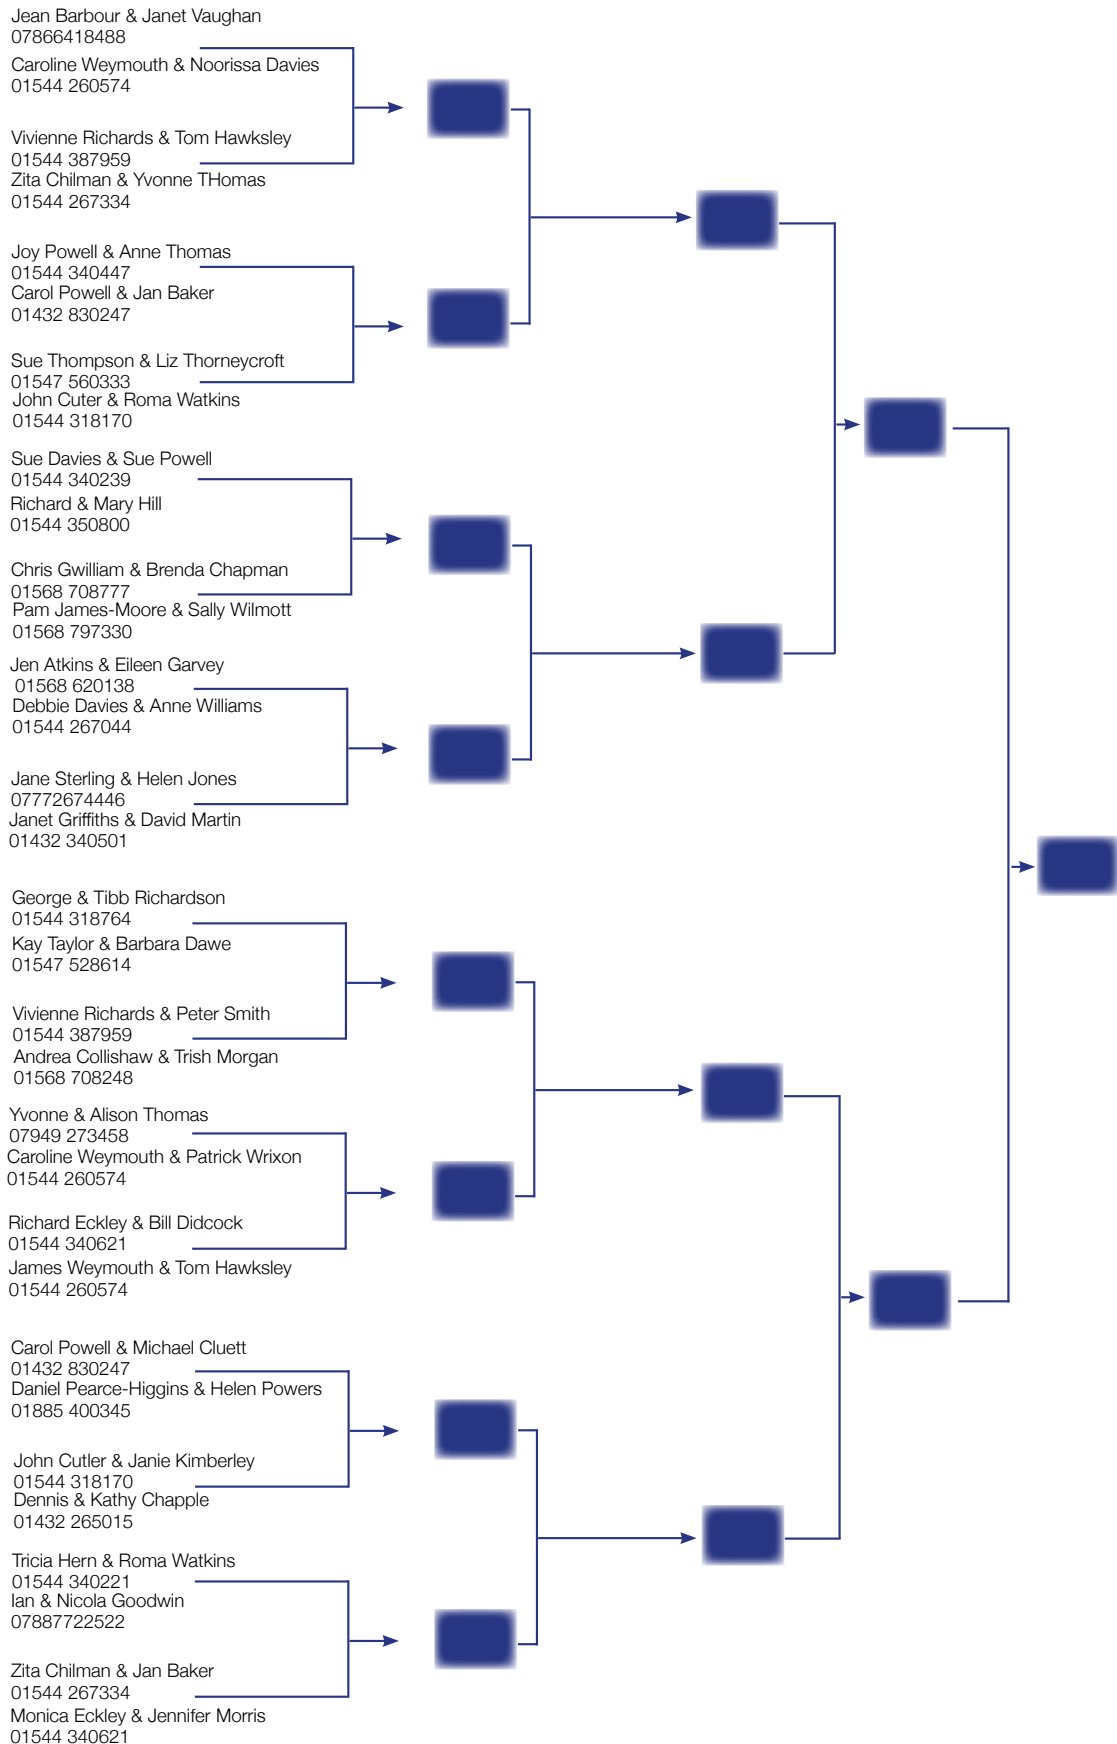 Jean Barbour & Janet Vaughan
07866418488
Caroline Weymouth & Noorissa Davies
01544 260574
Vivienne Richards & Tom Hawksley
01544 387959
Zita Chilman & Yvonne THomas
01544 267334
Joy Powell & Anne Thomas
01544 340447
Carol Powell & Jan Baker
01432 830247
Sue Thompson & Liz Thorneycroft
01547 560333
John Cuter & Roma Watkins
01544 318170
Sue Davies & Sue Powell
01544 340239
Richard & Mary Hill
01544 350800
Chris Gwilliam & Brenda Chapman
01568 708777
Pam James-Moore & Sally Wilmott
01568 797330
Jen Atkins & Eileen Garvey
01568 620138
Debbie Davies & Anne Williams
01544 267044
Jane Sterling & Helen Jones
07772674446
Janet Griffiths & David Martin
01432 340501
George & Tibb Richardson
01544 318764
Kay Taylor & Barbara Dawe
01547 528614
Vivienne Richards & Peter Smith
01544 387959
Andrea Collishaw & Trish Morgan
01568 708248
Yvonne & Alison Thomas
07949 273458
Caroline Weymouth & Patrick Wrixon
01544 260574
Richard Eckley & Bill Didcock
01544 340621
James Weymouth & Tom Hawksley
01544 260574
Carol Powell & Michael Cluett
01432 830247
Daniel Pearce-Higgins & Helen Powers
01885 400345
John Cutler & Janie Kimberley
01544 318170
Dennis & Kathy Chapple
01432 265015
Tricia Hern & Roma Watkins
01544 340221
Ian & Nicola Goodwin
07887722522
Zita Chilman & Jan Baker
01544 267334
Monica Eckley & Jennifer Morris
01544 340621